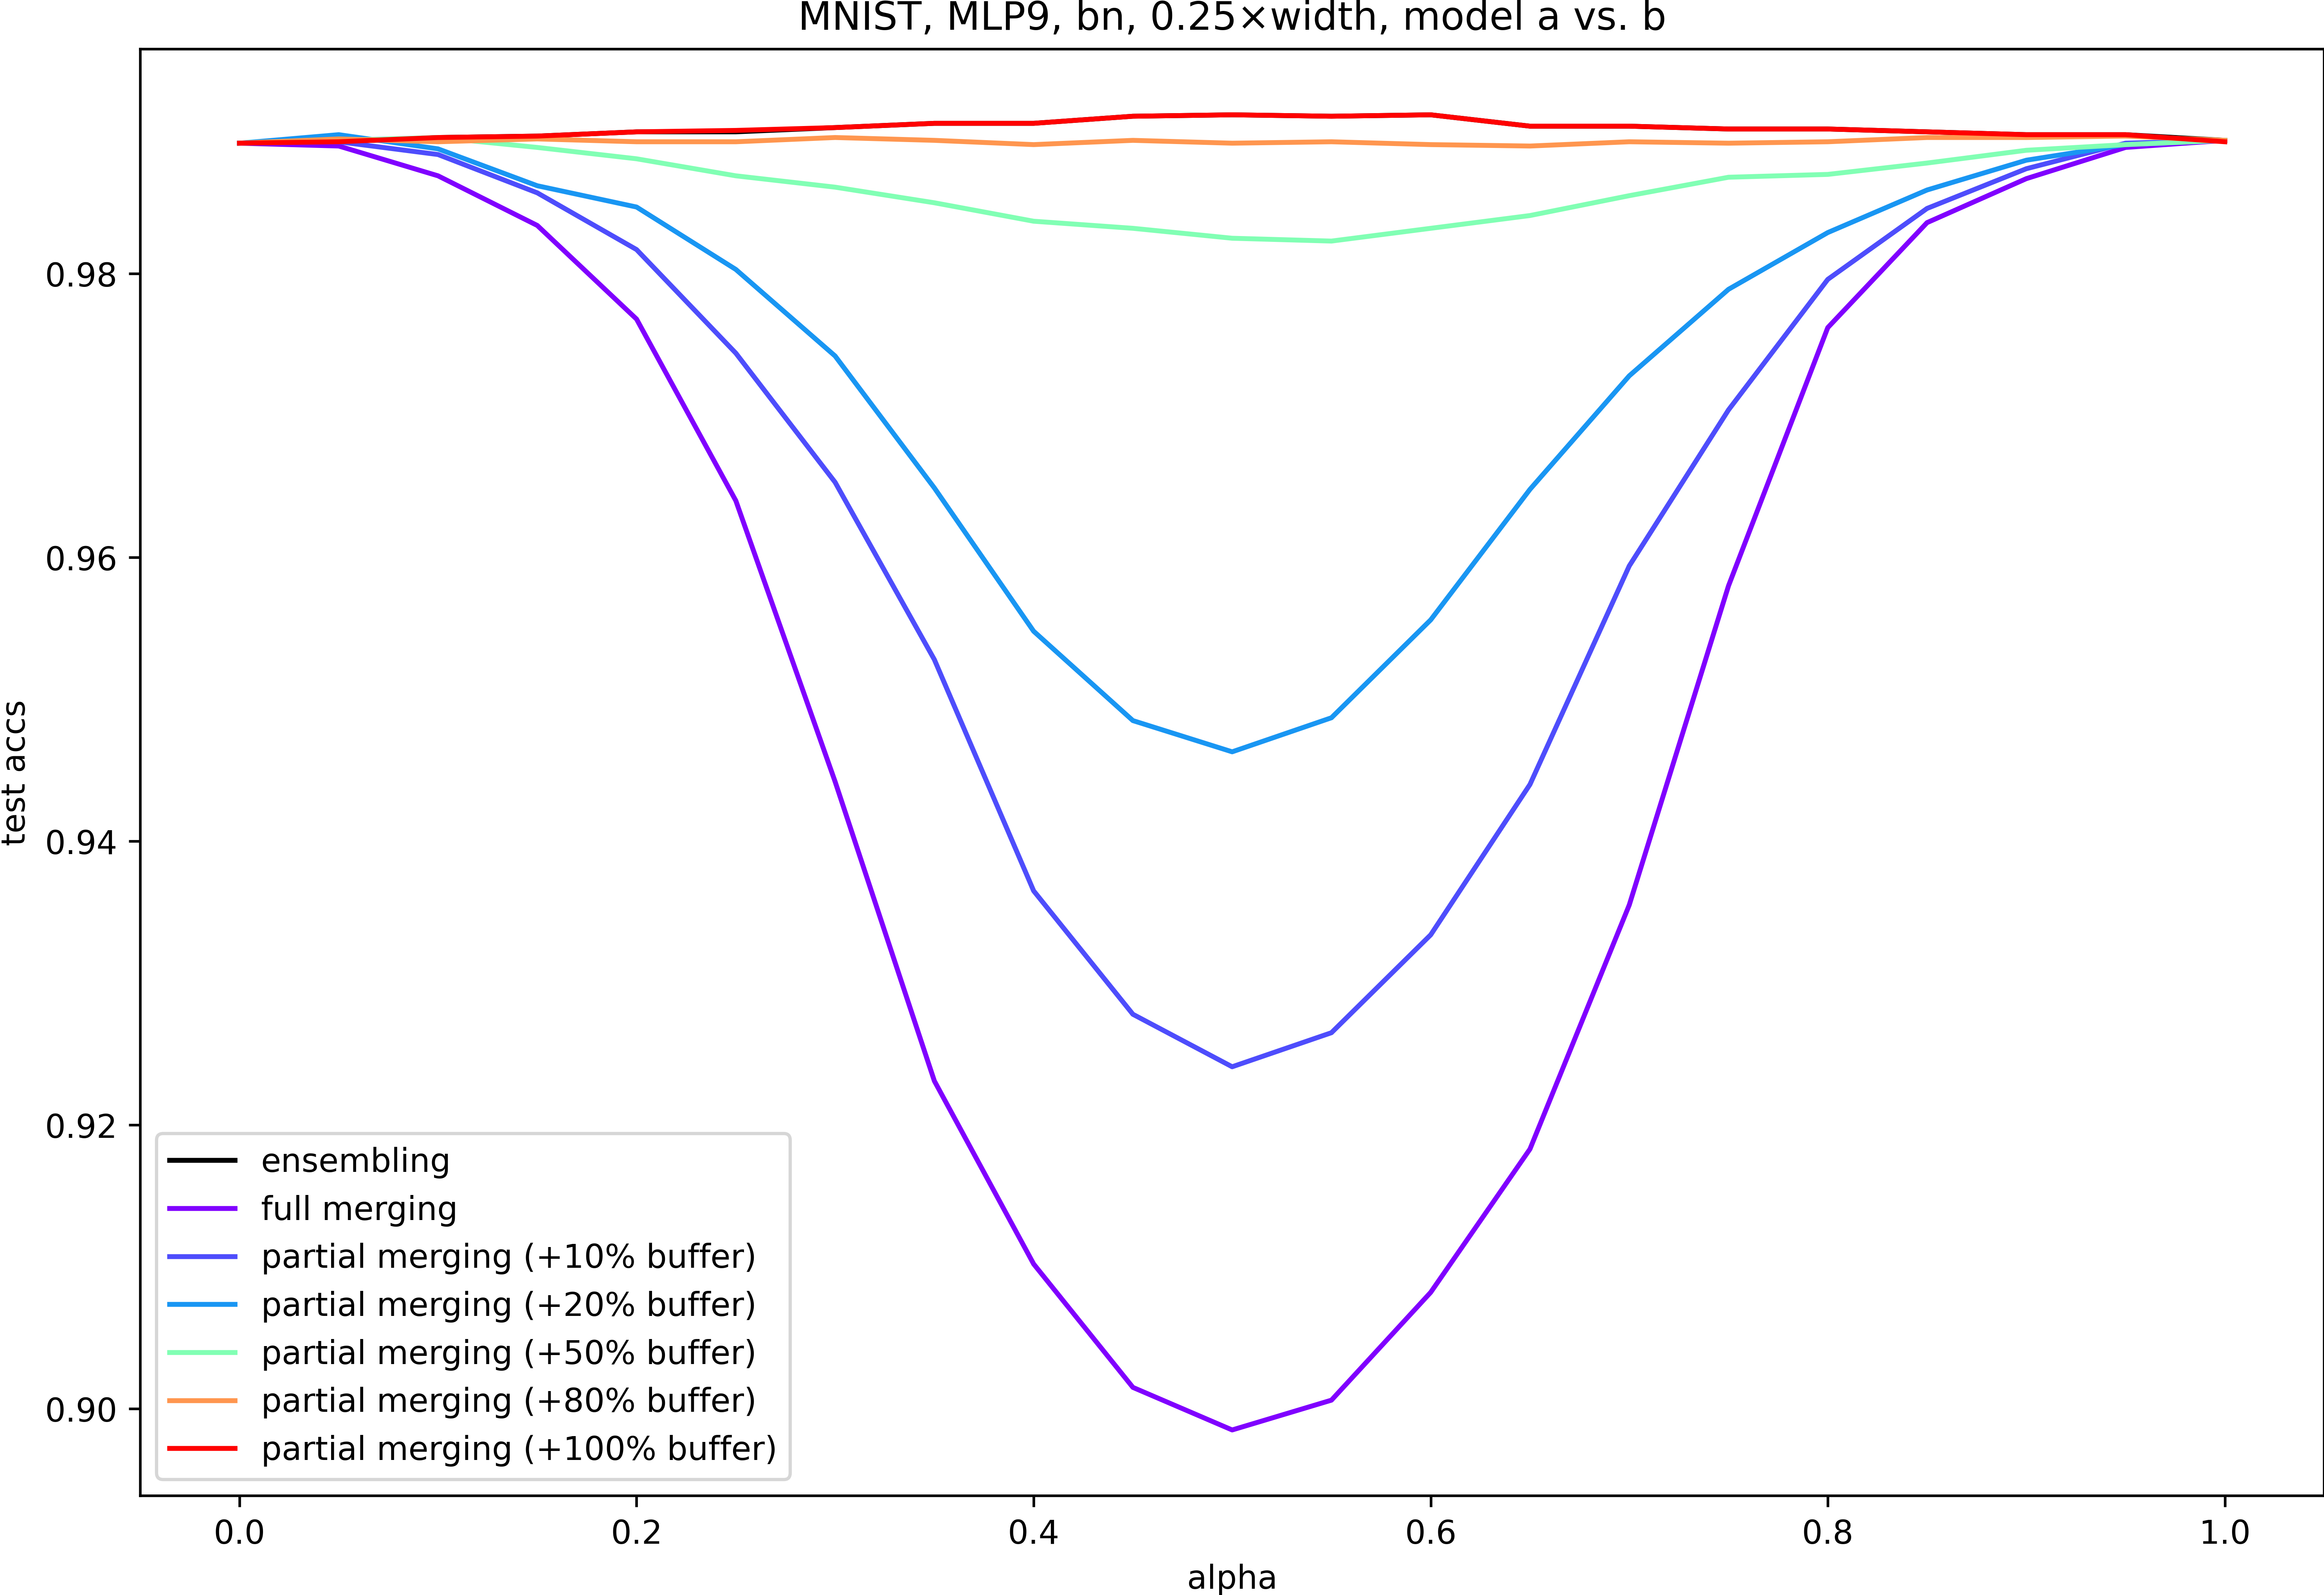 MNIST, MLP9, bn, 0.25×width, model a vs. b
test accs
0.98
0.96
0.94
0.92
0.90
ensembling
full merging
partial merging (+10% buffer)
partial merging (+20% buffer)
partial merging (+50% buffer)
partial merging (+80% buffer)
partial merging (+100% buffer)
0.0 0.2 0.4 0.6 0.8 1.0
alpha